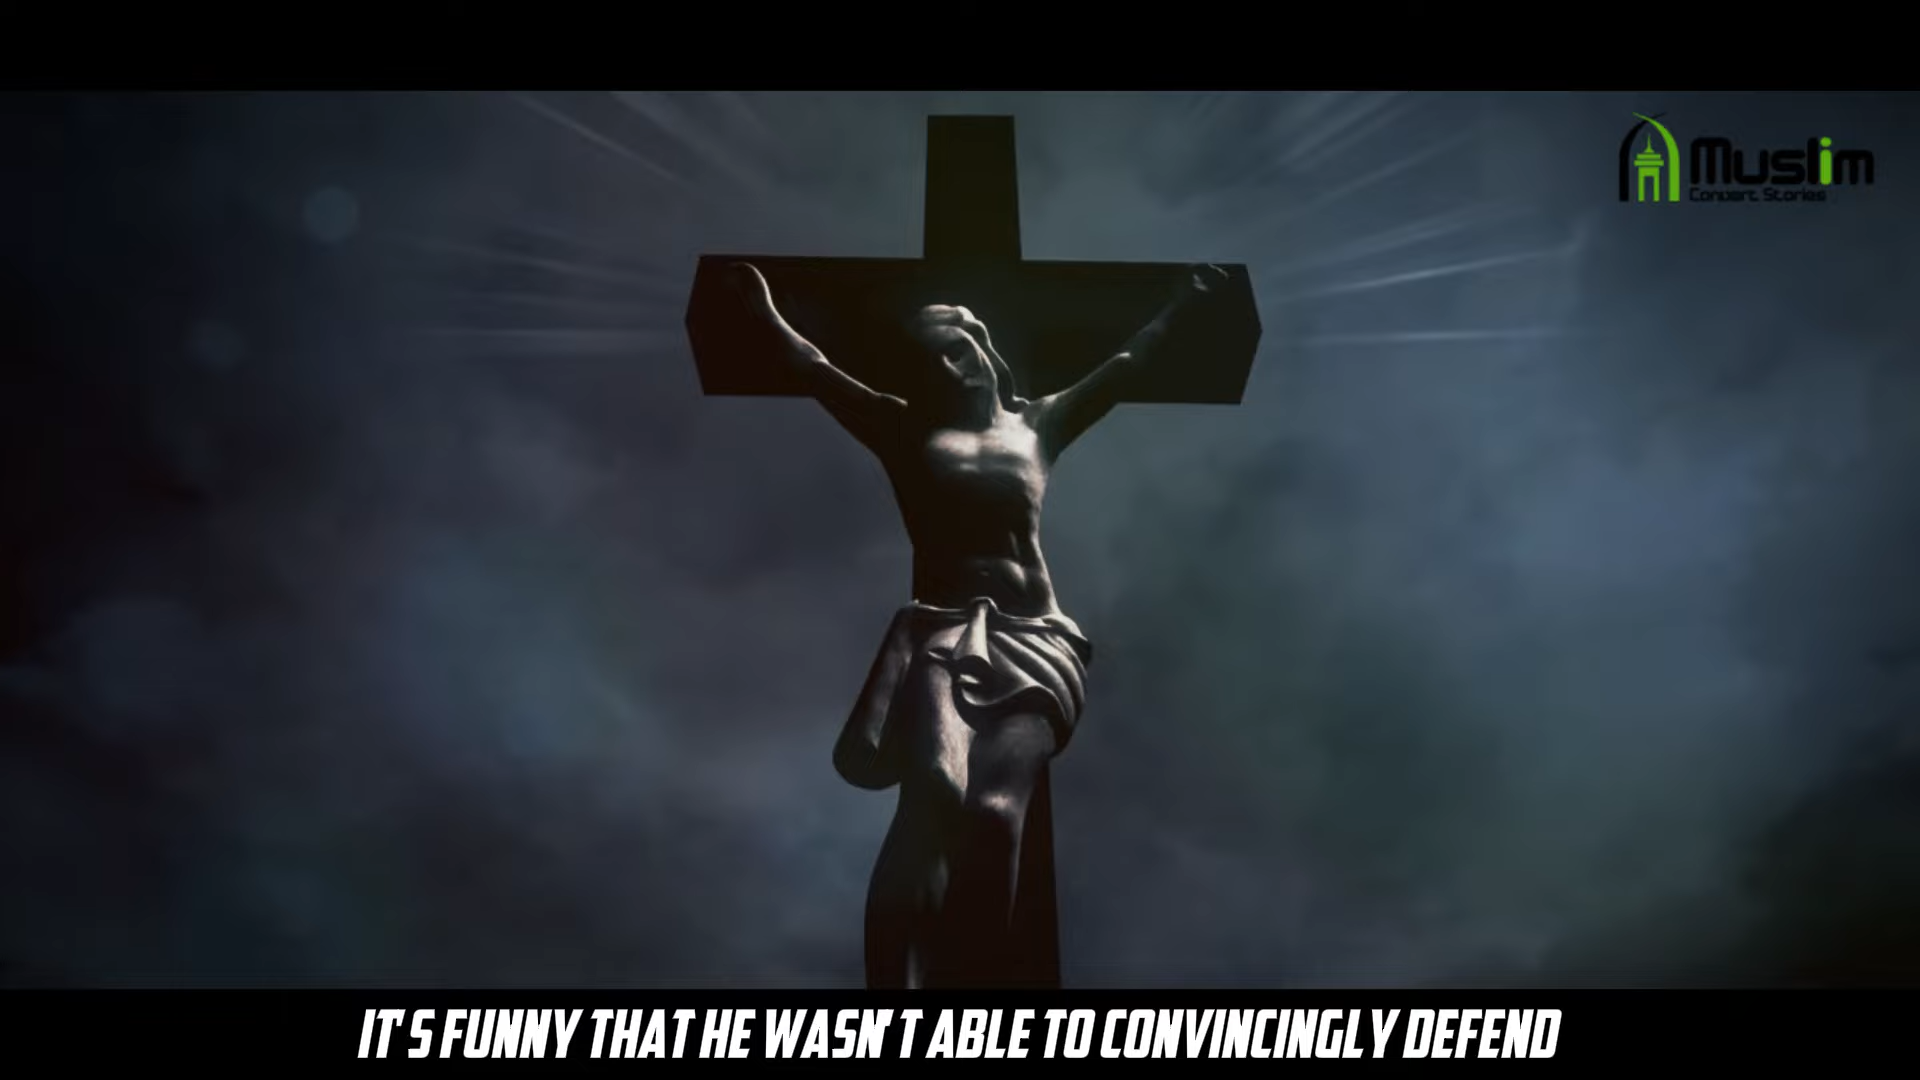 Muslim
Convert Stories
IT'S FUNNY THAT HE WASN'T ABLE TO CONVINCINGLY DEFEND